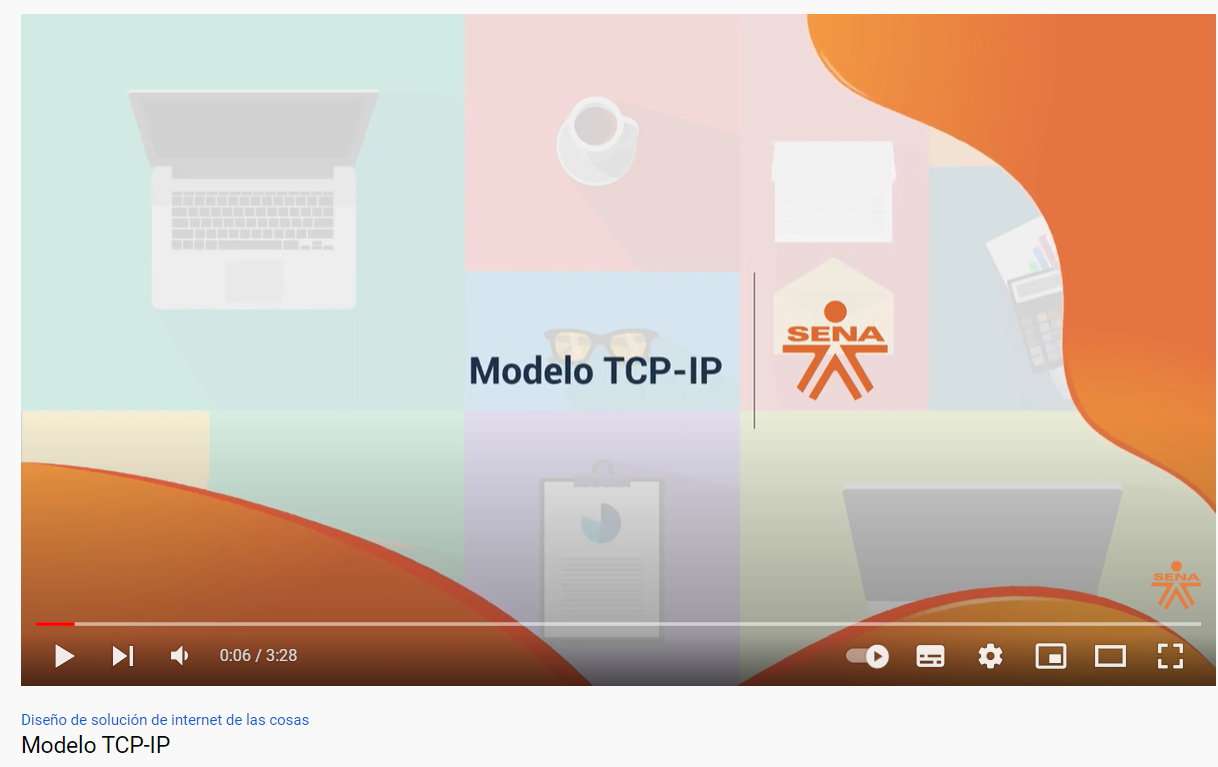 Modelo TCP-IP
SENA
SENA
0:06 / 3:28
Diseño de solución de internet de las cosas
Modelo TCP-IP